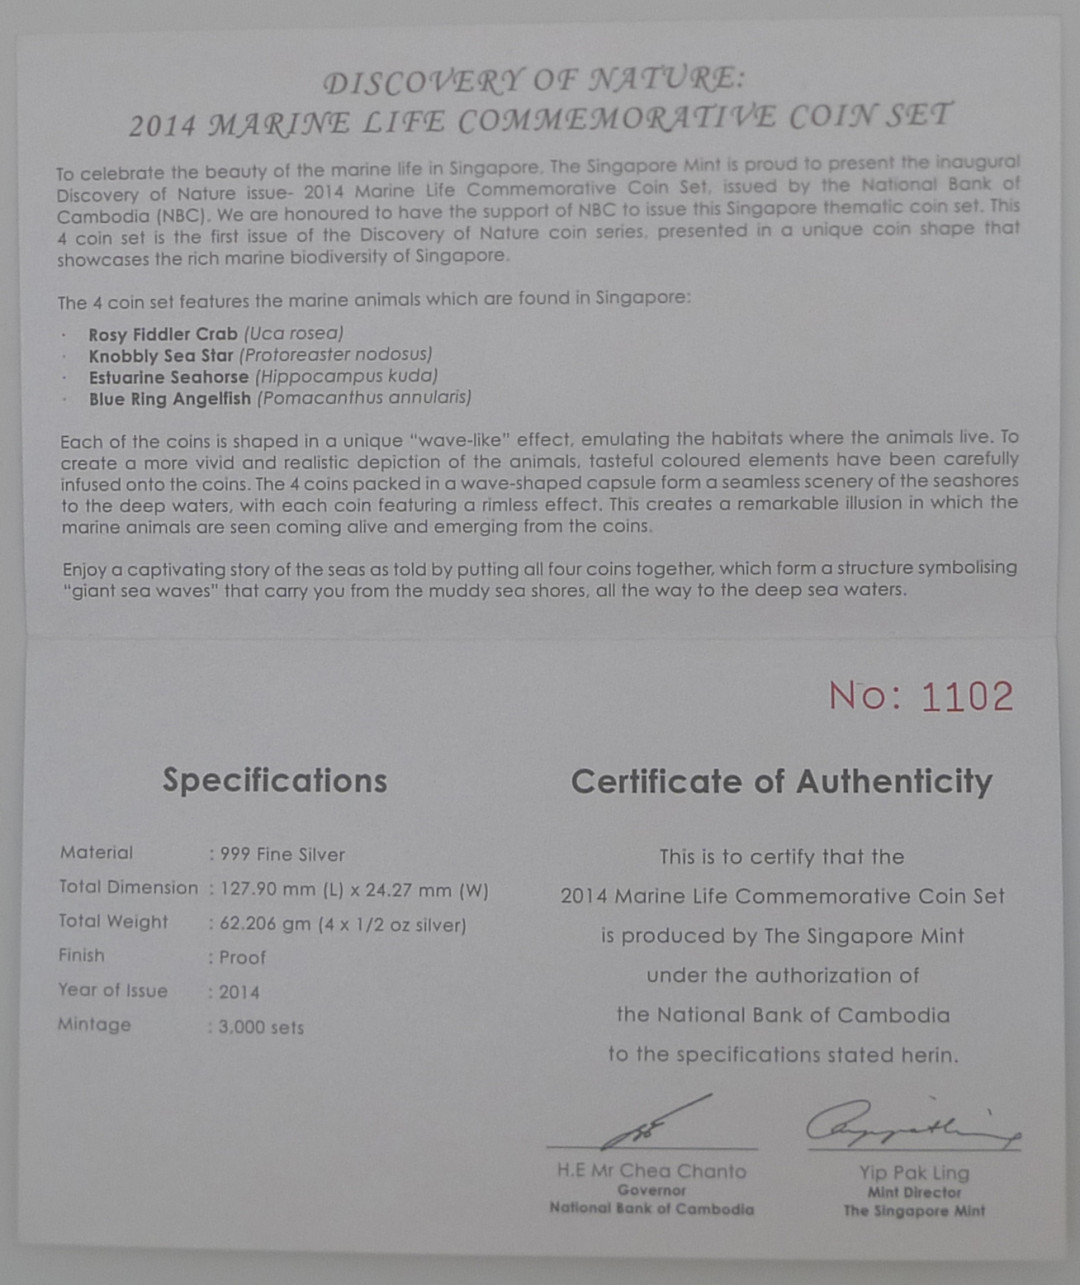 DISCOVERY OF NATURE:
2014 MARINE LIFE COMMEMORATIVE COIN SET
To celebrate the beauty of the marine life in Singapore, The Singapore Mint is proud to present the inaugural
Discovery of Nature issue- 2014 Marine Life Commemorative Coin Set, issued by the National Bank of
Cambodia (NBC). We are honoured to have the support of NBC to issue this Singapore thematic coin set. This
4 coin set is the first issue of the Discovery of Nature coin series, presented in a unique coin shape that
showcases the rich marine biodiversity of Singapore.
The 4 coin set features the marine animals which are found in Singapore:
· Rosy Fiddler Crab (Uca rosea)
· Knobbly Sea Star (Protoreaster nodosus)
· Estuarine Seahorse (Hippocampus kuda)
· Blue Ring Angelfish (Pomacanthus annularis)
Each of the coins is shaped in a unique “wave-like” effect, emulating the habitats where the animals live. To
create a more vivid and realistic depiction of the animals, tasteful coloured elements have been carefully
infused onto the coins. The 4 coins packed in a wave-shaped capsule form a seamless scenery of the seashores
to the deep waters, with each coin featuring a rimless effect. This creates a remarkable illusion in which the
marine animals are seen coming alive and emerging from the coins.
Enjoy a captivating story of the seas as told by putting all four coins together, which form a structure symbolising
“giant sea waves” that carry you from the muddy sea shores, all the way to the deep sea waters.
No: 1102
Specifications
Material : 999 Fine Silver
Total Dimension : 127.90 mm (L) x 24.27 mm (W)
Total Weight : 62.206 gm (4 x 1/2 oz silver)
Finish : Proof
Year of Issue : 2014
Mintage : 3,000 sets
Certificate of Authenticity
This is to certify that the
2014 Marine Life Commemorative Coin Set
is produced by The Singapore Mint
under the authorization of
the National Bank of Cambodia
to the specifications stated herin.
H.E Mr Chea Chanto
Governor
National Bank of Cambodia
Yip Pak Ling
Mint Director
The Singapore Mint